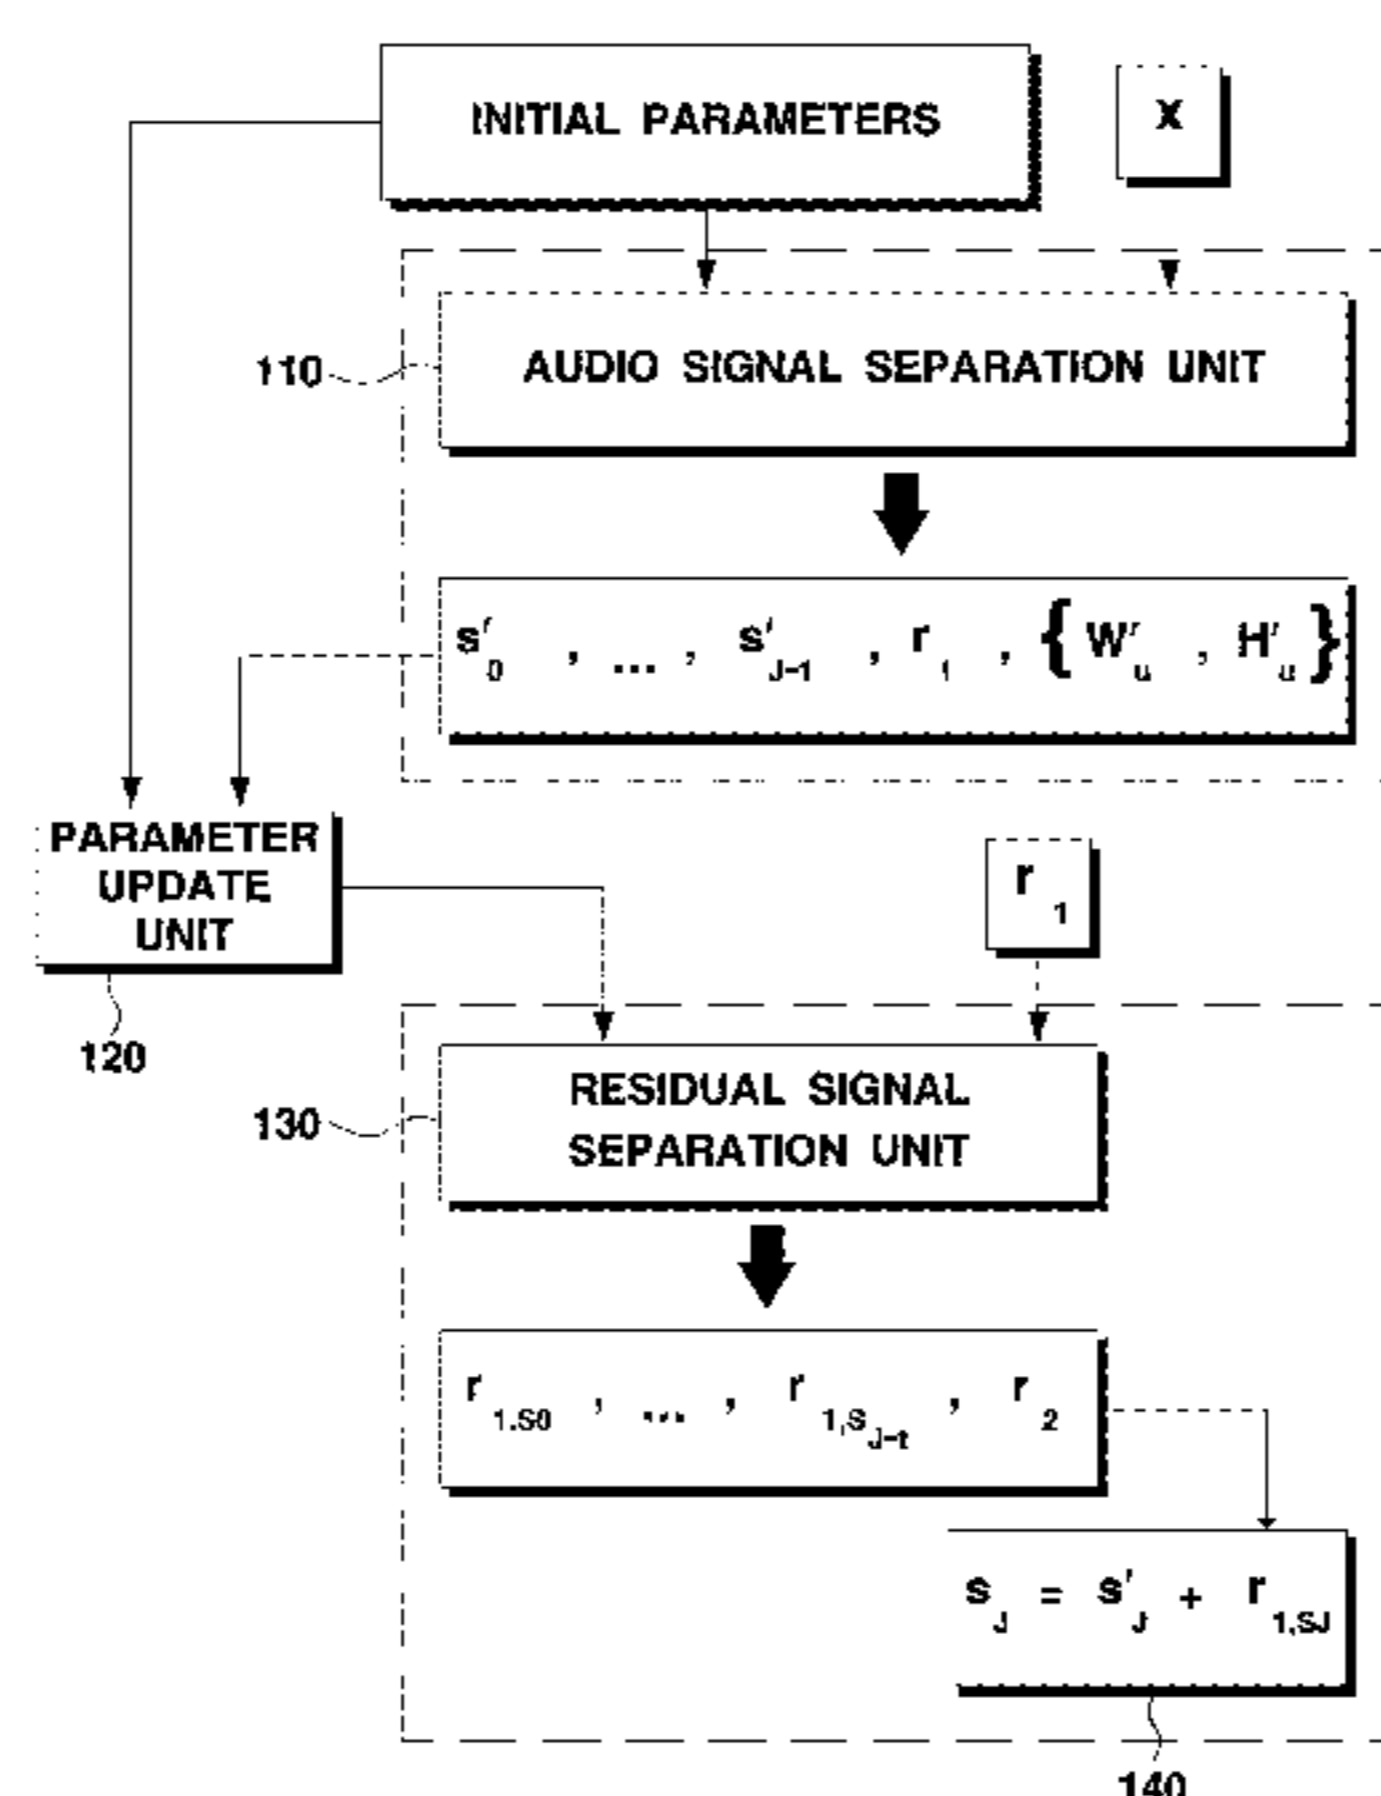 INITIAL PARAMETERS
X
110
AUDIO SIGNAL SEPARATION UNIT
s′0 , ... , s′J-1 , r1 , { W′u , H′u }
PARAMETER
UPDATE
UNIT
120
r1
130
RESIDUAL SIGNAL
SEPARATION UNIT
r1.S0 , ... , r1,SJ-1 , r2
sJ = s′J + r1,SJ
140